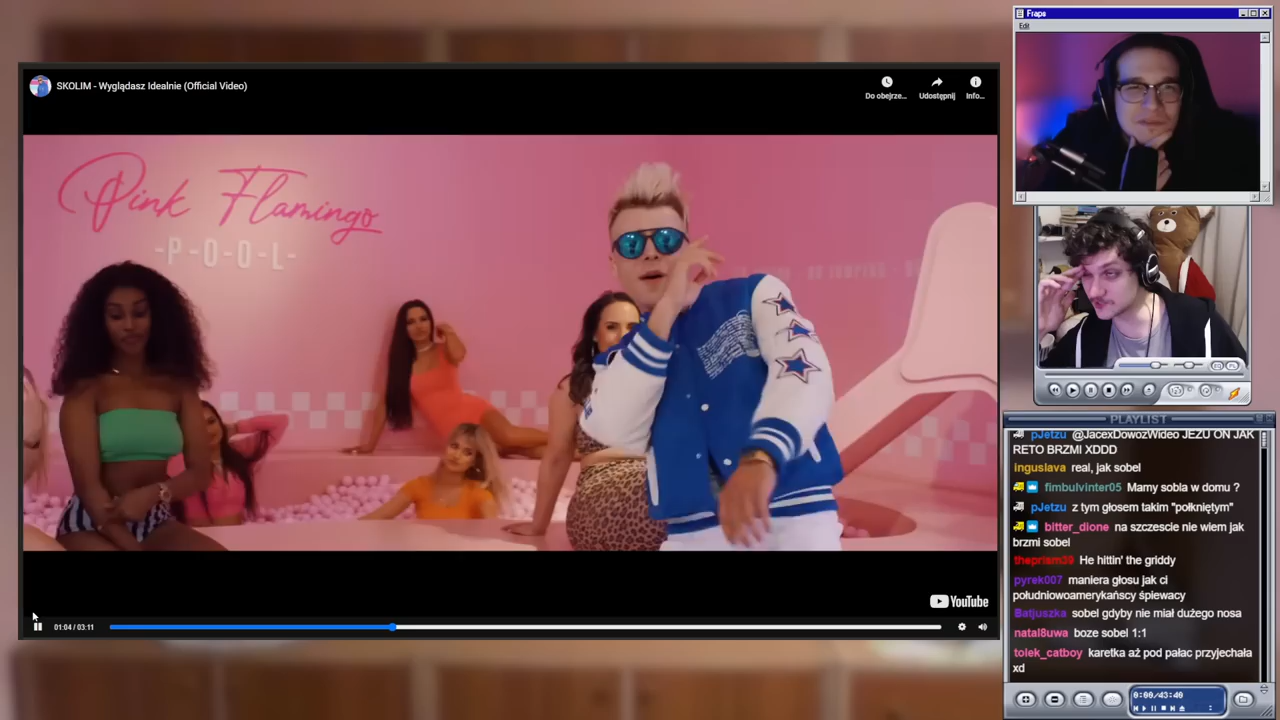 SKOLIM - Wyglądasz Idealnie (Official Video)
Do obejrze...
Udostępnij
Info...
Pink Flamingo
-P-O-O-L-
YouTube
01:04 / 03:11
Fraps
Edit
PLAYLIST
pJetzu @JacexDowozWideo JEZU ON JAK
RETO BRZMI XDDD
inguslava real, jak sobel
fimbulvinter05 Mamy sobla w domu ?
pJetzu z tym głosem takim "połkniętym"
bitter_dione na szczescie nie wiem jak
brzmi sobel
theprism39 He hittin' the griddy
pyrek007 maniera głosu jak ci
południowoamerykańscy śpiewacy
Batjuszka sobel gdyby nie miał dużego nosa
natal8uwa boze sobel 1:1
tolek_catboy karetka aż pod pałac przyjechała
xd
0:00/43:40